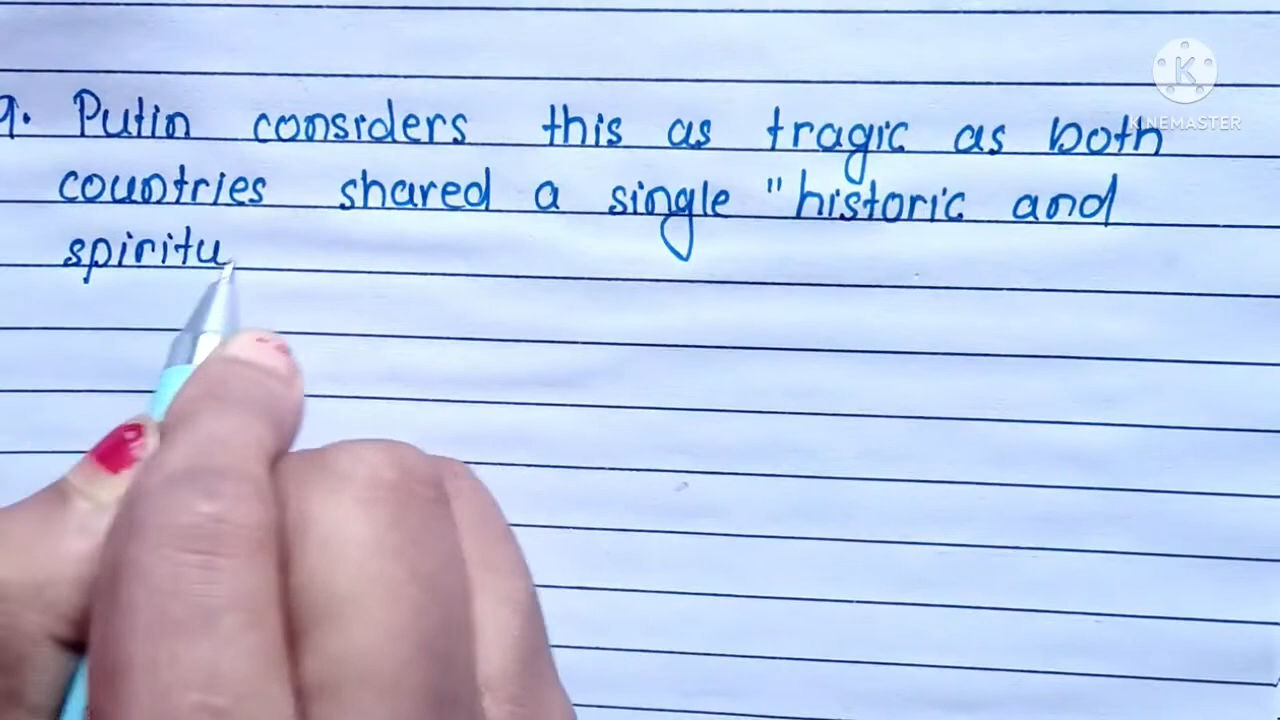 9. Putin considers this as tragic as both
countries shared a single "historic and
spiritu
K
KINEMASTER